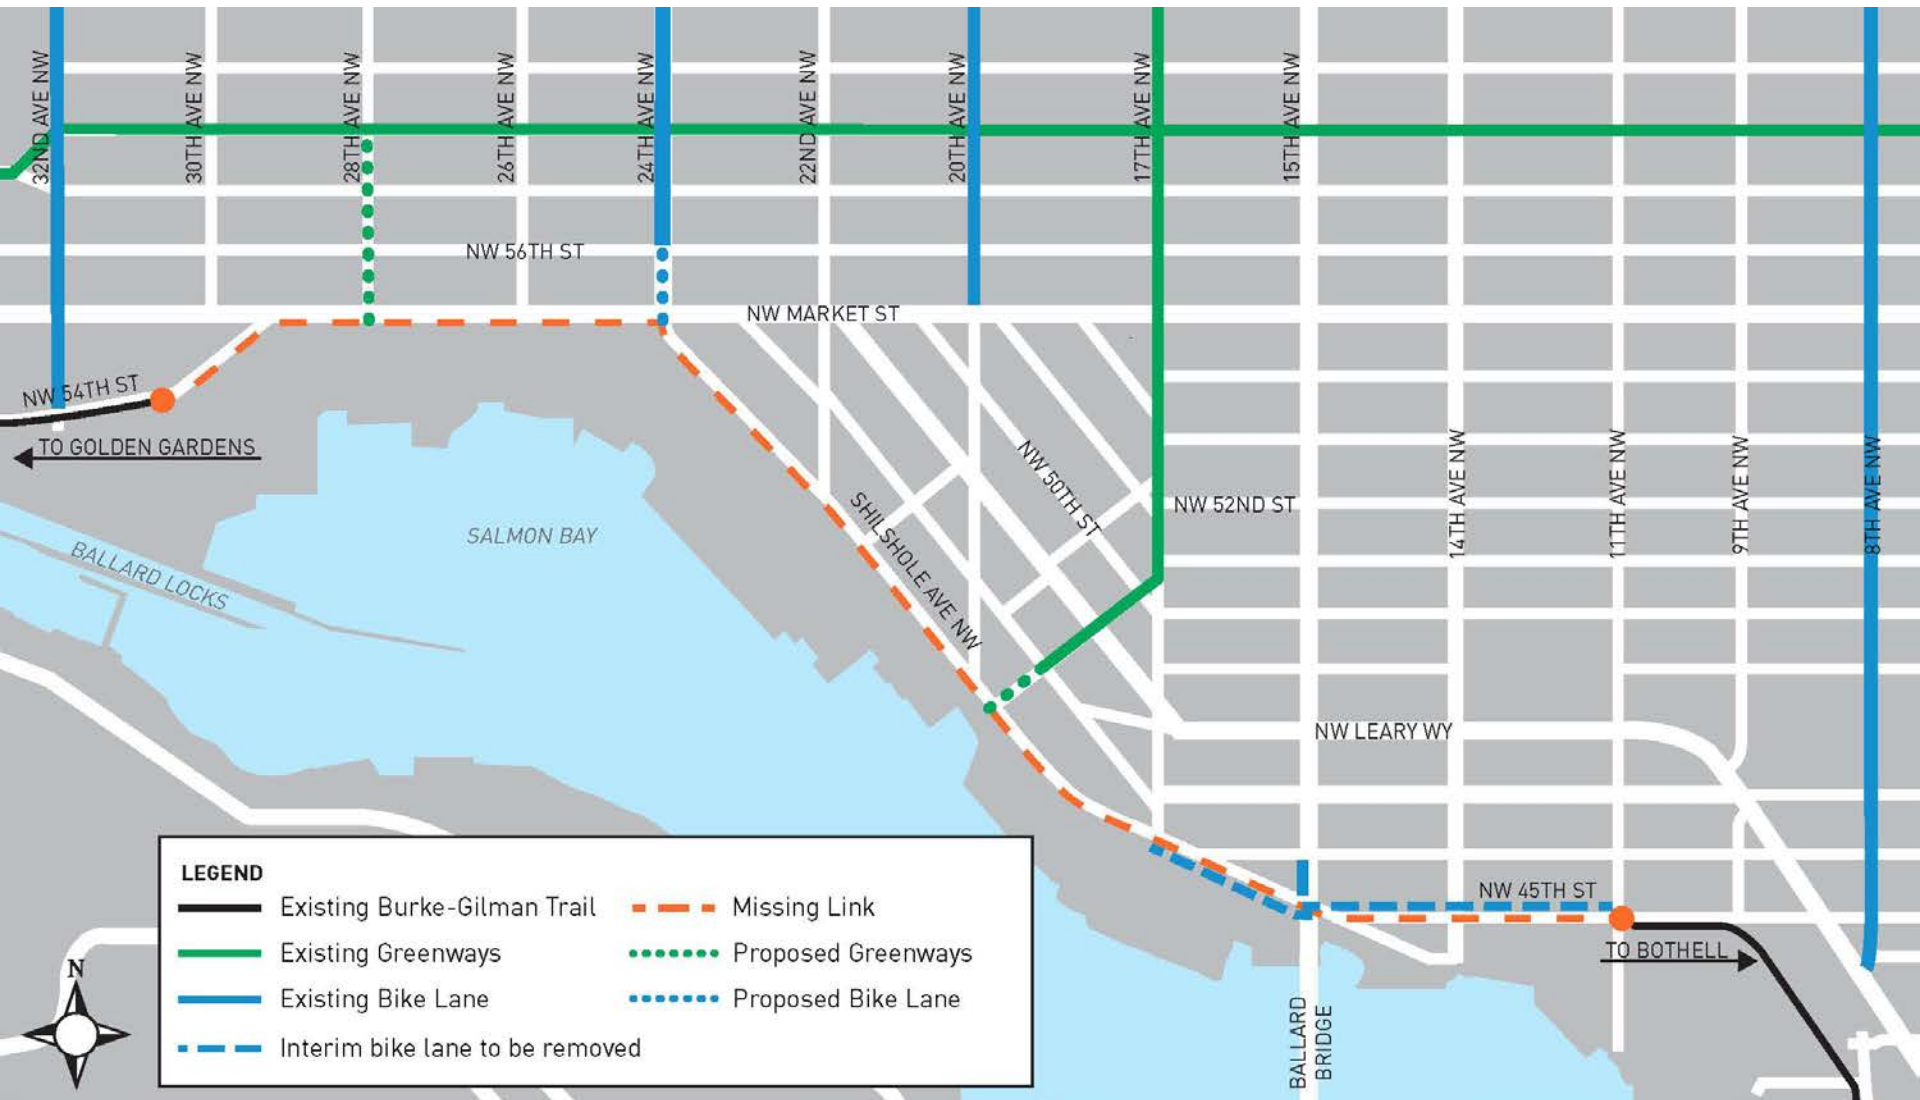 32ND AVE NW
30TH AVE NW
28TH AVE NW
26TH AVE NW
24TH AVE NW
22ND AVE NW
20TH AVE NW
17TH AVE NW
15TH AVE NW
NW 56TH ST
NW MARKET ST
NW 54TH ST
TO GOLDEN GARDENS
SALMON BAY
BALLARD LOCKS
SHILSHOLE AVE NW
NW 50TH ST
NW 52ND ST
14TH AVE NW
11TH AVE NW
9TH AVE NW
8TH AVE NW
NW LEARY WY
NW 45TH ST
TO BOTHELL
BALLARD
BRIDGE
LEGEND
Existing Burke-Gilman Trail
Missing Link
Existing Greenways
Proposed Greenways
Existing Bike Lane
Proposed Bike Lane
Interim bike lane to be removed
N